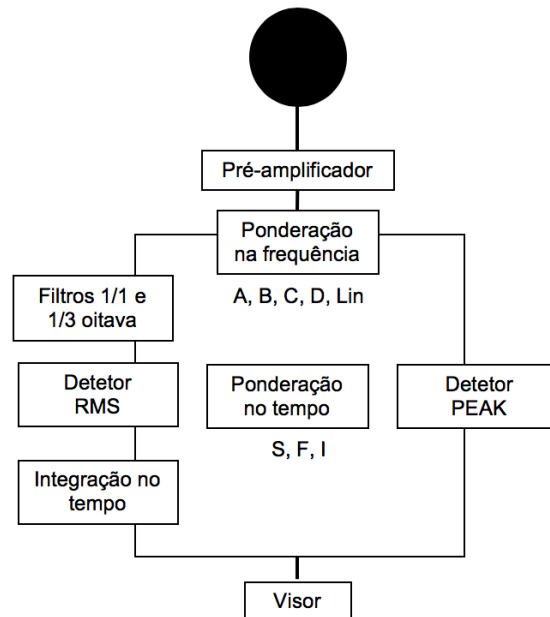 Pré-amplificador
Ponderação
na frequência
A, B, C, D, Lin
Filtros 1/1 e
1/3 oitava
Detetor
RMS
Ponderação
no tempo
S, F, I
Detetor
PEAK
Integração no
tempo
Visor